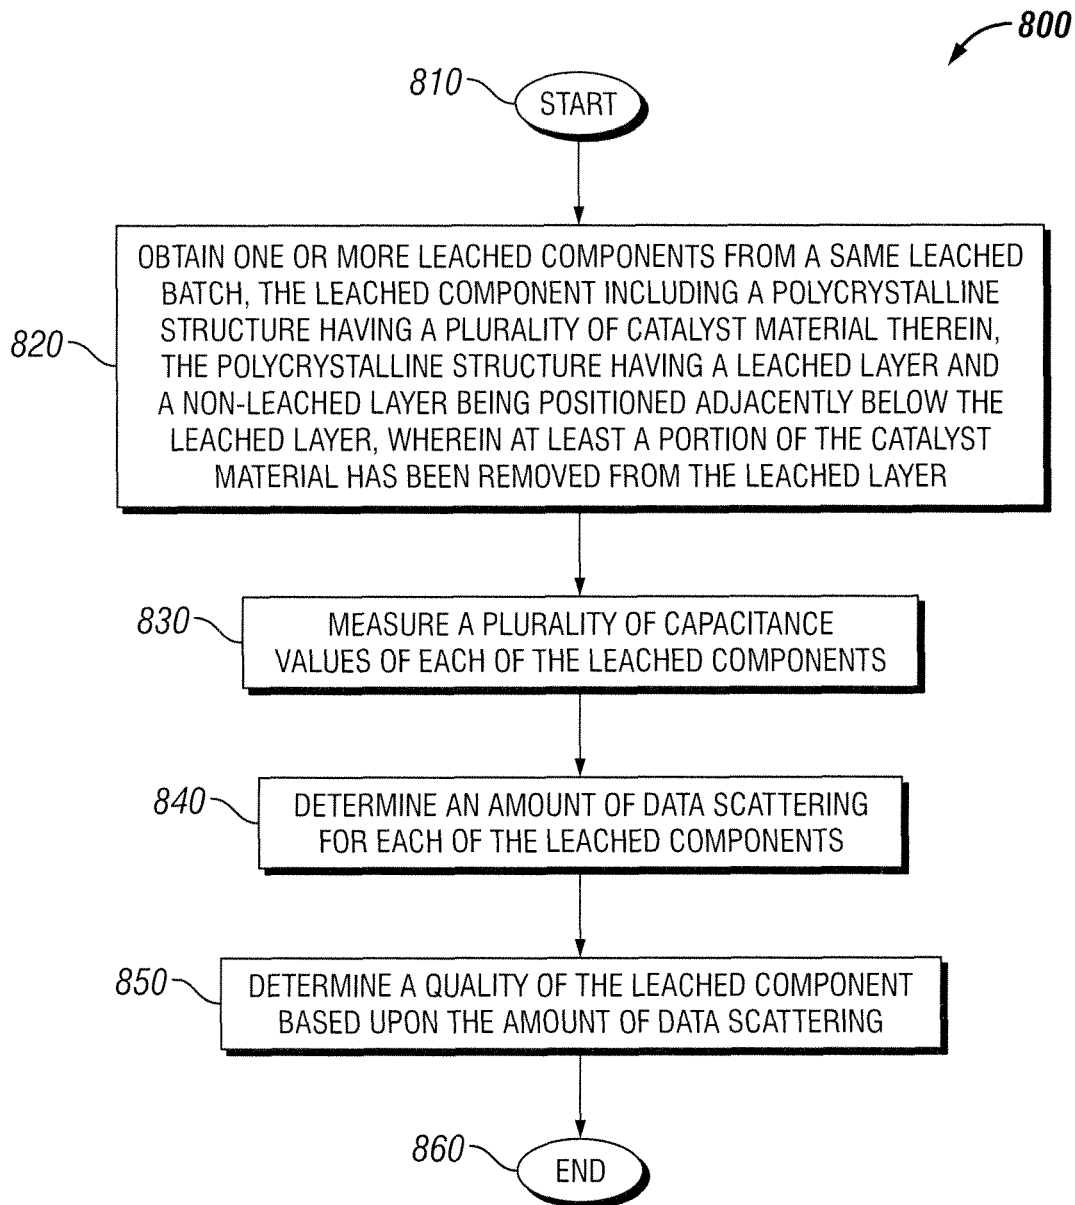 800
810
START
820
OBTAIN ONE OR MORE LEACHED COMPONENTS FROM A SAME LEACHED
BATCH, THE LEACHED COMPONENT INCLUDING A POLYCRYSTALLINE
STRUCTURE HAVING A PLURALITY OF CATALYST MATERIAL THEREIN,
THE POLYCRYSTALLINE STRUCTURE HAVING A LEACHED LAYER AND
A NON-LEACHED LAYER BEING POSITIONED ADJACENTLY BELOW THE
LEACHED LAYER, WHEREIN AT LEAST A PORTION OF THE CATALYST
MATERIAL HAS BEEN REMOVED FROM THE LEACHED LAYER
830
MEASURE A PLURALITY OF CAPACITANCE
VALUES OF EACH OF THE LEACHED COMPONENTS
840
DETERMINE AN AMOUNT OF DATA SCATTERING
FOR EACH OF THE LEACHED COMPONENTS
850
DETERMINE A QUALITY OF THE LEACHED COMPONENT
BASED UPON THE AMOUNT OF DATA SCATTERING
860
END